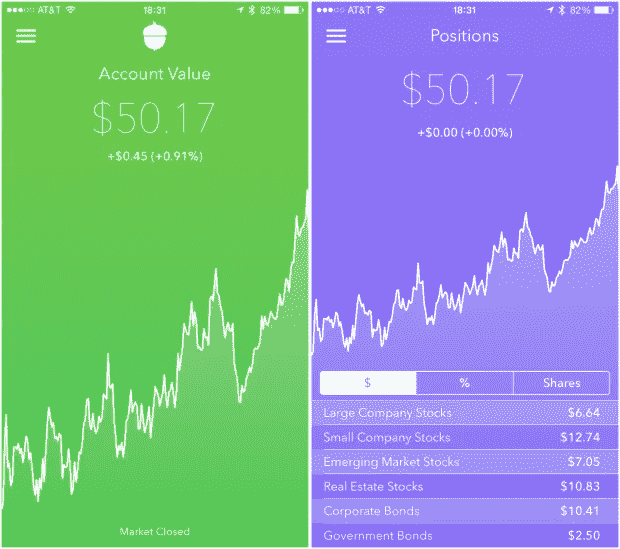 AT&T 18:31 82%
Account Value
$50.17
+$0.45 (+0.91%)
Market Closed
AT&T 18:31 82%
Positions
$50.17
+$0.00 (+0.00%)
$ % Shares
Large Company Stocks $6.64
Small Company Stocks $12.74
Emerging Market Stocks $7.05
Real Estate Stocks $10.83
Corporate Bonds $10.41
Government Bonds $2.50